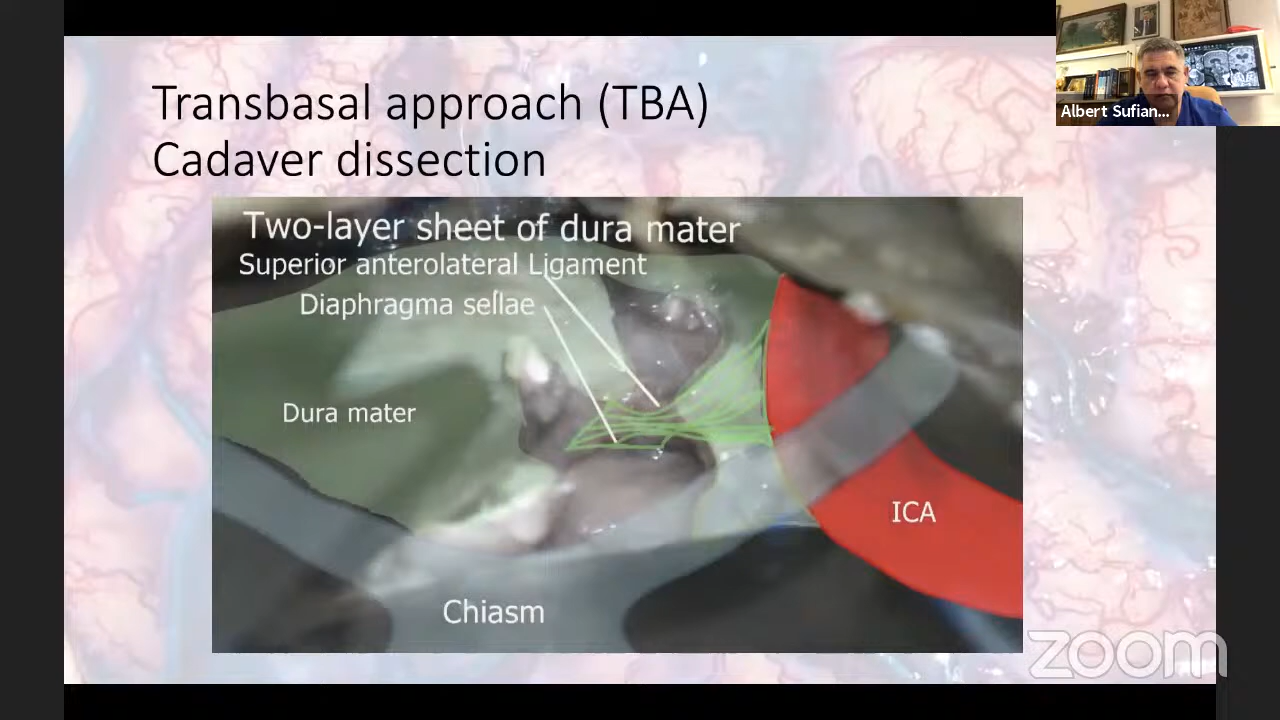 Transbasal approach (TBA)
Cadaver dissection
Albert Sufian...
Two-layer sheet of dura mater
Superior anterolateral Ligament
Diaphragma sellae
Dura mater
ICA
Chiasm
zoom